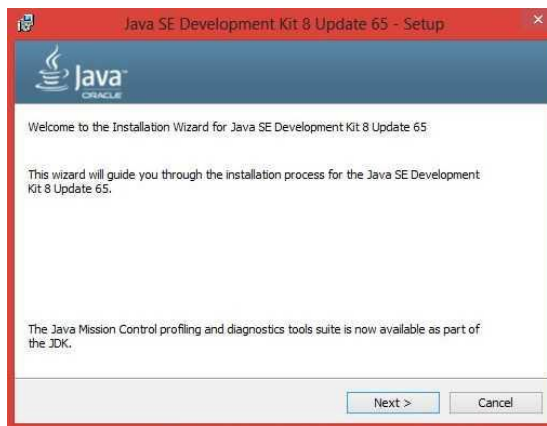 Java SE Development Kit 8 Update 65 - Setup
Java
ORACLE
Welcome to the Installation Wizard for Java SE Development Kit 8 Update 65
This wizard will guide you through the installation process for the Java SE Development
Kit 8 Update 65.
The Java Mission Control profiling and diagnostics tools suite is now available as part of
the JDK.
Next >
Cancel